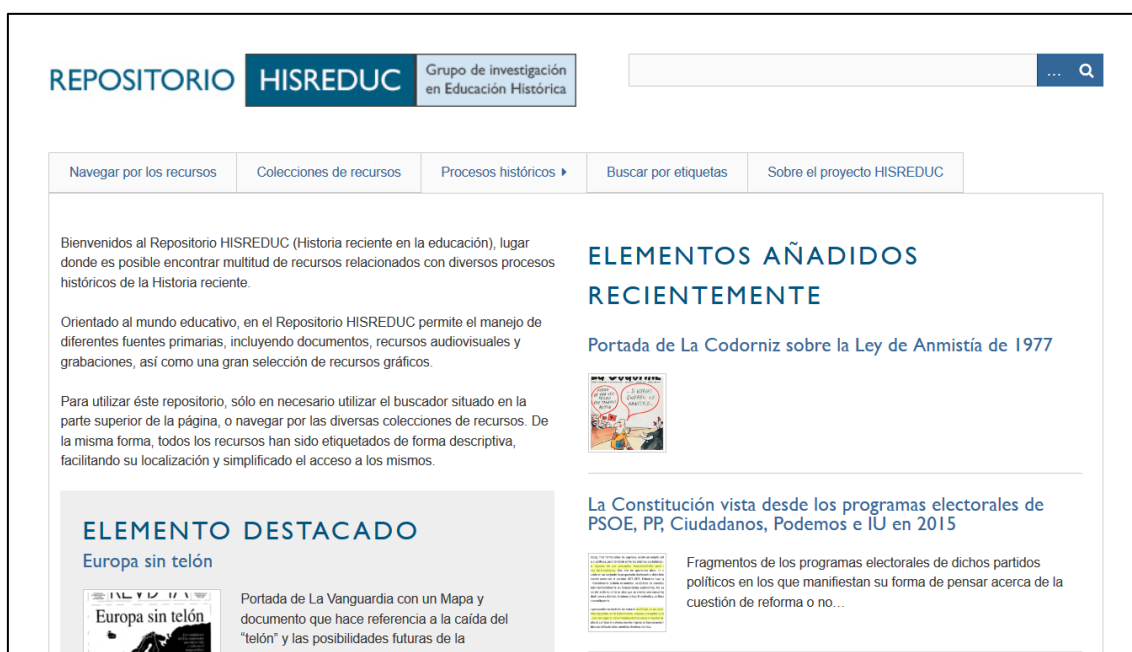 REPOSITORIO HISREDUC Grupo de investigación
en Educación Histórica
...
Navegar por los recursos
Colecciones de recursos
Procesos históricos
Buscar por etiquetas
Sobre el proyecto HISREDUC
Bienvenidos al Repositorio HISREDUC (Historia reciente en la educación), lugar
donde es posible encontrar multitud de recursos relacionados con diversos procesos
históricos de la Historia reciente.
Orientado al mundo educativo, en el Repositorio HISREDUC permite el manejo de
diferentes fuentes primarias, incluyendo documentos, recursos audiovisuales y
grabaciones, así como una gran selección de recursos gráficos.
Para utilizar éste repositorio, sólo en necesario utilizar el buscador situado en la
parte superior de la página, o navegar por las diversas colecciones de recursos. De
la misma forma, todos los recursos han sido etiquetados de forma descriptiva,
facilitando su localización y simplificado el acceso a los mismos.
ELEMENTO DESTACADO
Europa sin telón
Europa sin telón
Portada de La Vanguardia con un Mapa y
documento que hace referencia a la caída del
“telón” y las posibilidades futuras de la
ELEMENTOS AÑADIDOS
RECIENTEMENTE
Portada de La Codorniz sobre la Ley de Anmistía de 1977
La Constitución vista desde los programas electorales de
PSOE, PP, Ciudadanos, Podemos e IU en 2015
Fragmentos de los programas electorales de dichos partidos
políticos en los que manifiestan su forma de pensar acerca de la
cuestión de reforma o no…